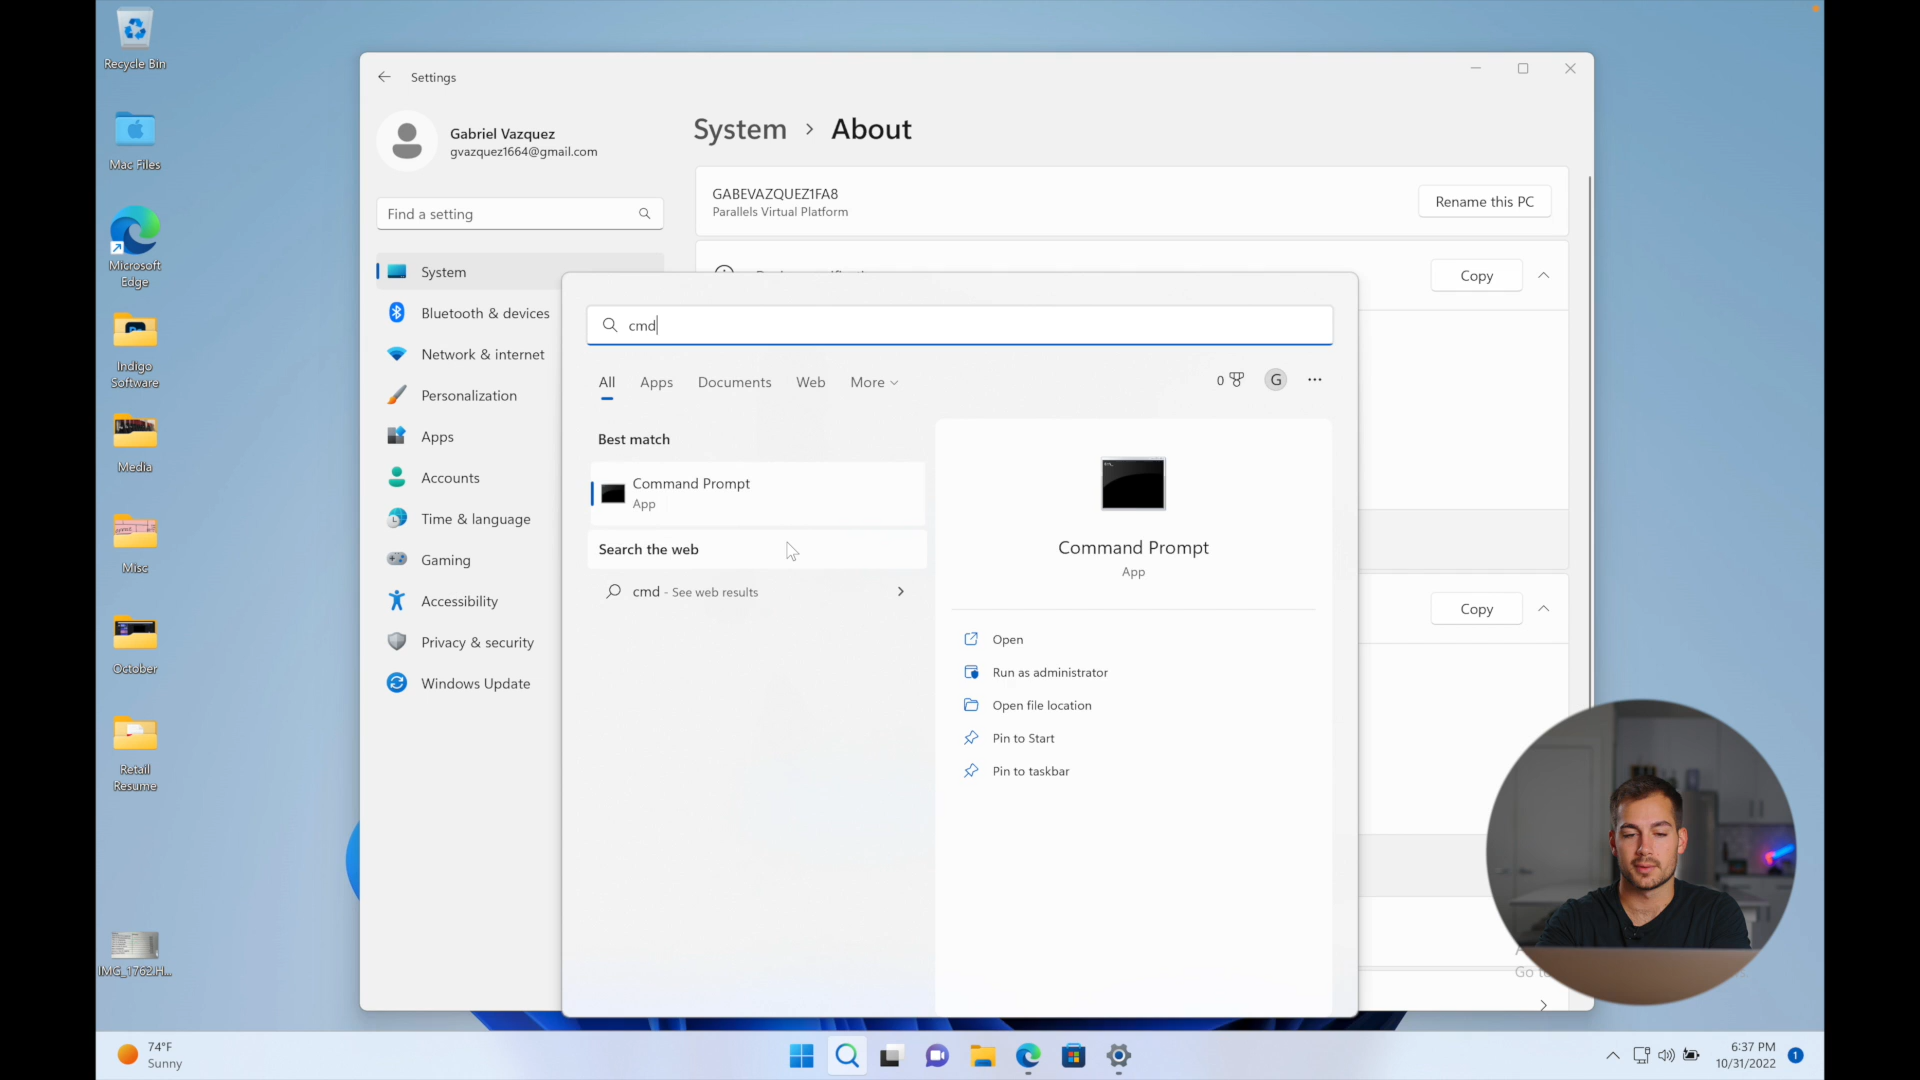 Recycle Bin
Mac Files
Microsoft
Edge
Indigo
Software
Media
Misc
October
Retail
Resume
IMG_1762.H...
Settings
Gabriel Vazquez
gvazquez1664@gmail.com
Find a setting
System
Bluetooth & devices
Network & internet
Personalization
Apps
Accounts
Time & language
Gaming
Accessibility
Privacy & security
Windows Update
System > About
GABEVAZQUEZ1FA8
Parallels Virtual Platform
Rename this PC
Copy
Copy
cmd
All
Apps
Documents
Web
More
0
G
Best match
Command Prompt
App
Search the web
cmd - See web results
Command Prompt
App
Open
Run as administrator
Open file location
Pin to Start
Pin to taskbar
Go to
74°F
Sunny
6:37 PM
10/31/2022
1